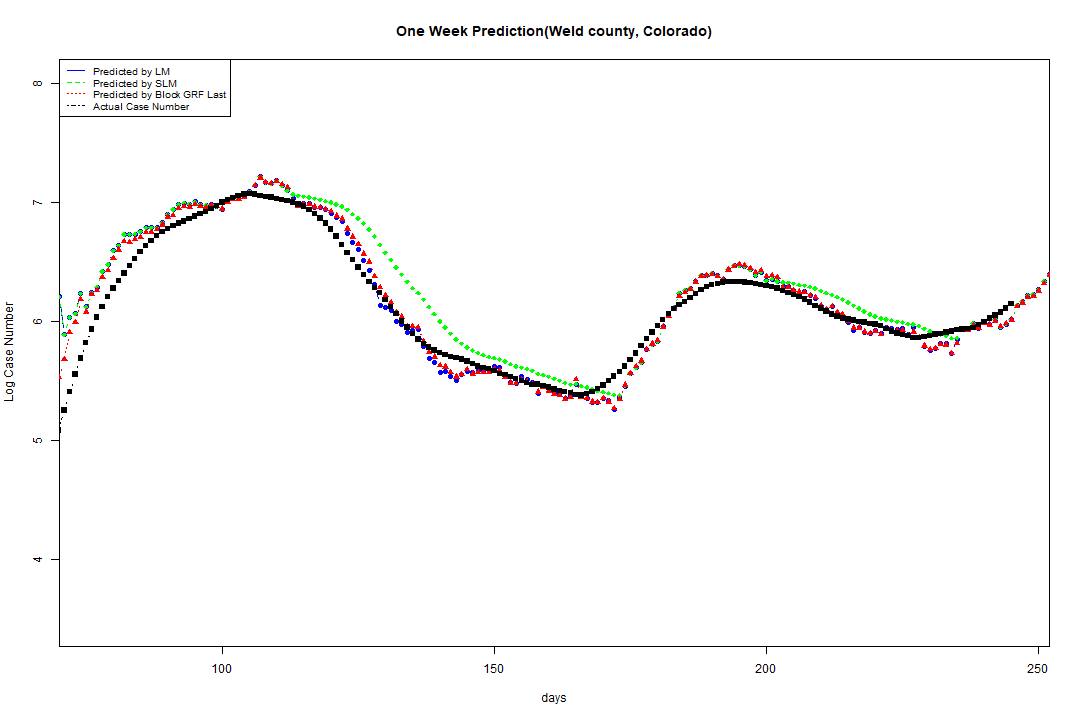 One Week Prediction(Weld county, Colorado)
Predicted by LM
Predicted by SLM
Predicted by Block GRF Last
Actual Case Number
8
7
6
5
4
Log Case Number
100 150 200 250
days